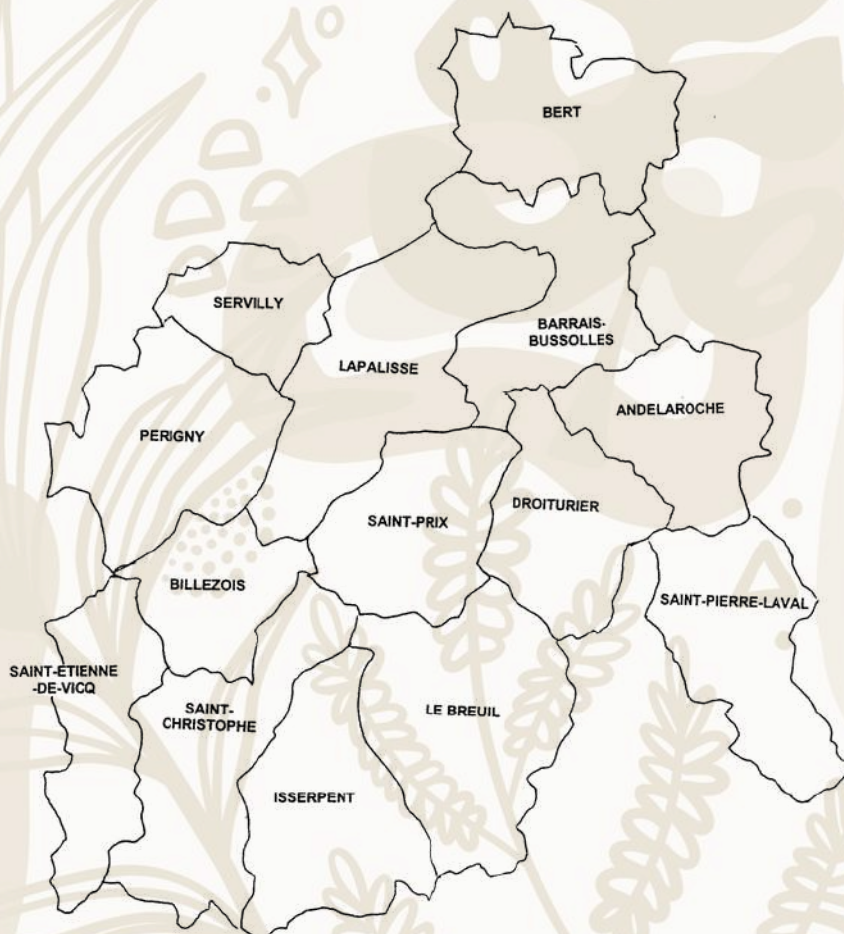 BERT
SERVILLY
BARRAIS-
BUSSOLLES
LAPALISSE
ANDELAROCHE
PERIGNY
DROITURIER
SAINT-PRIX
BILLEZOIS
SAINT-PIERRE-LAVAL
SAINT-ETIENNE
-DE-VICQ
SAINT-
CHRISTOPHE
LE BREUIL
ISSERPENT